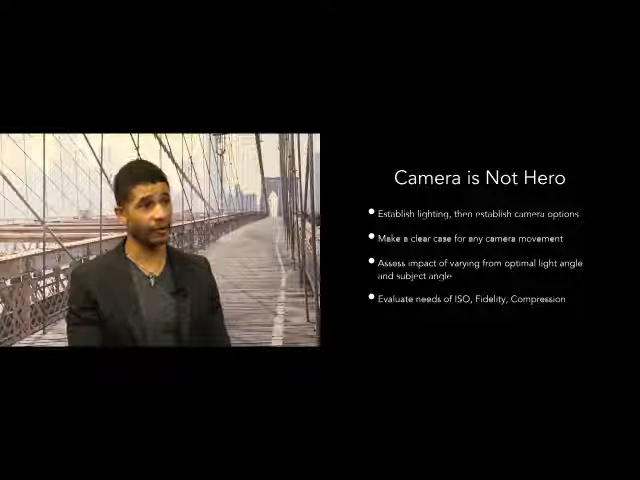 Camera is Not Hero
Establish lighting, then establish camera options
Make a clear case for any camera movement
Assess impact of varying from optimal light angle
and subject angle
Evaluate needs of ISO, Fidelity, Compression